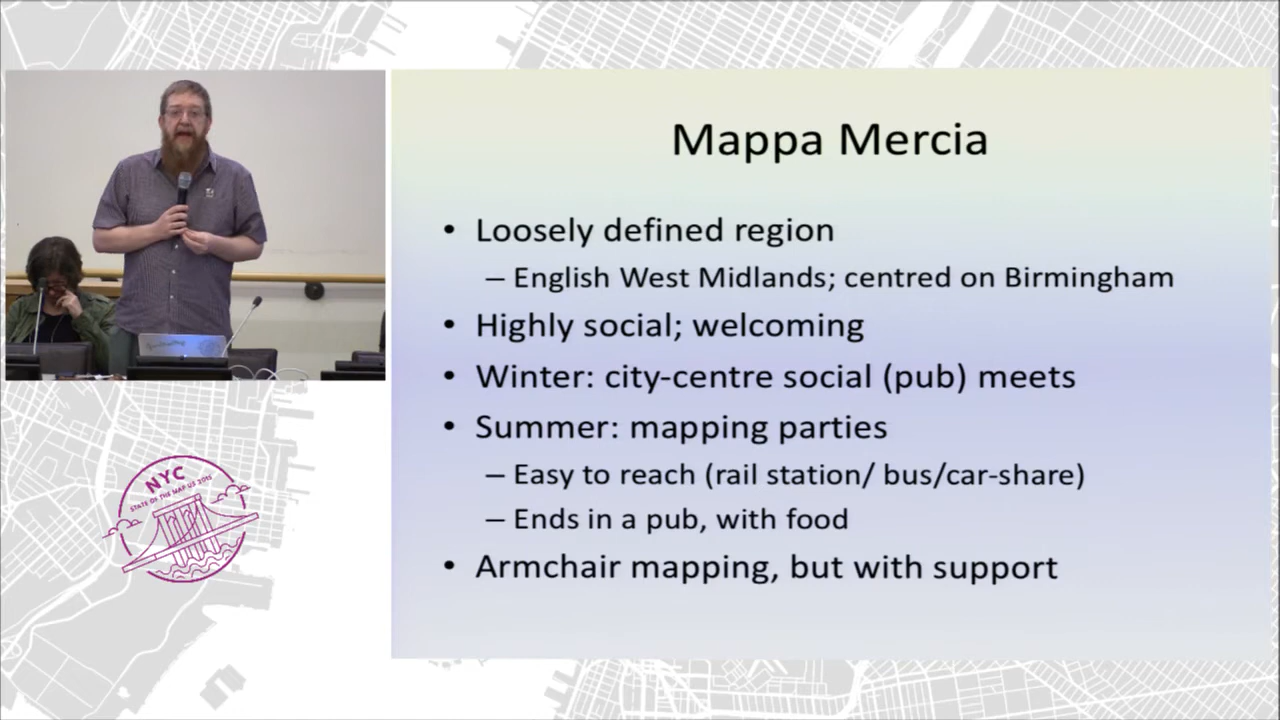 Mappa Mercia
• Loosely defined region
– English West Midlands; centred on Birmingham
• Highly social; welcoming
• Winter: city-centre social (pub) meets
• Summer: mapping parties
– Easy to reach (rail station/ bus/car-share)
– Ends in a pub, with food
• Armchair mapping, but with support
NYC
STATE OF THE MAP US 2015